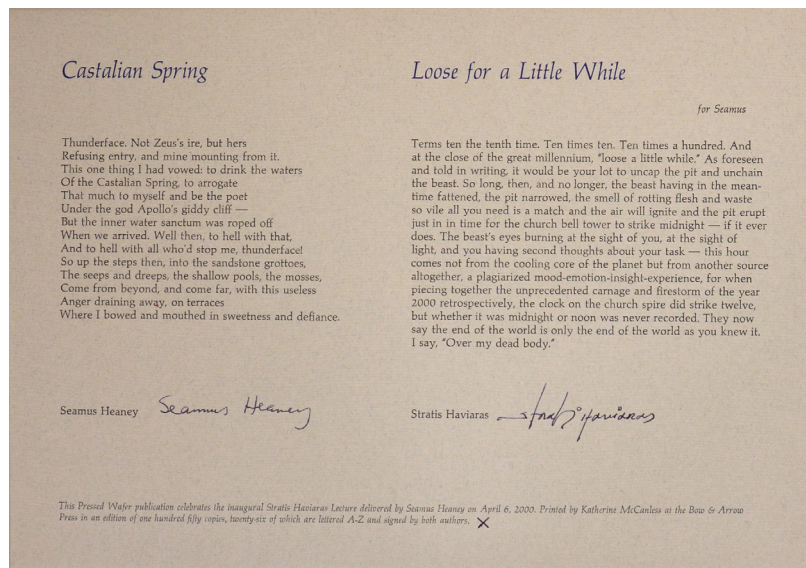 Castalian Spring
Thunderface. Not Zeus's ire, but hers
Refusing entry, and mine mounting from it.
This one thing I had vowed: to drink the waters
Of the Castalian Spring, to arrogate
That much to myself and be the poet
Under the god Apollo's giddy cliff —
But the inner water sanctum was roped off
When we arrived. Well then, to hell with that,
And to hell with all who'd stop me, thunderface!
So up the steps then, into the sandstone grottoes,
The seeps and dreeps, the shallow pools, the mosses,
Come from beyond, and come far, with this useless
Anger draining away, on terraces
Where I bowed and mouthed in sweetness and defiance.
Seamus Heaney Seamus Heaney
Loose for a Little While
for Seamus
Terms ten the tenth time. Ten times ten. Ten times a hundred. And
at the close of the great millennium, "loose a little while." As foreseen
and told in writing, it would be your lot to uncap the pit and unchain
the beast. So long, then, and no longer, the beast having in the mean-
time fattened, the pit narrowed, the smell of rotting flesh and waste
so vile all you need is a match and the air will ignite and the pit erupt
just in in time for the church bell tower to strike midnight — if it ever
does. The beast's eyes burning at the sight of you, at the sight of
light, and you having second thoughts about your task — this hour
comes not from the cooling core of the planet but from another source
altogether, a plagiarized mood-emotion-insight-experience, for when
piecing together the unprecedented carnage and firestorm of the year
2000 retrospectively, the clock on the church spire did strike twelve,
but whether it was midnight or noon was never recorded. They now
say the end of the world is only the end of the world as you knew it.
I say, "Over my dead body."
Stratis Haviaras Stratis Haviaras
This Pressed Wafer publication celebrates the inaugural Stratis Haviaras Lecture delivered by Seamus Heaney on April 6, 2000. Printed by Katherine McCanless at the Bow & Arrow
Press in an edition of one hundred fifty copies, twenty-six of which are lettered A-Z and signed by both authors. X